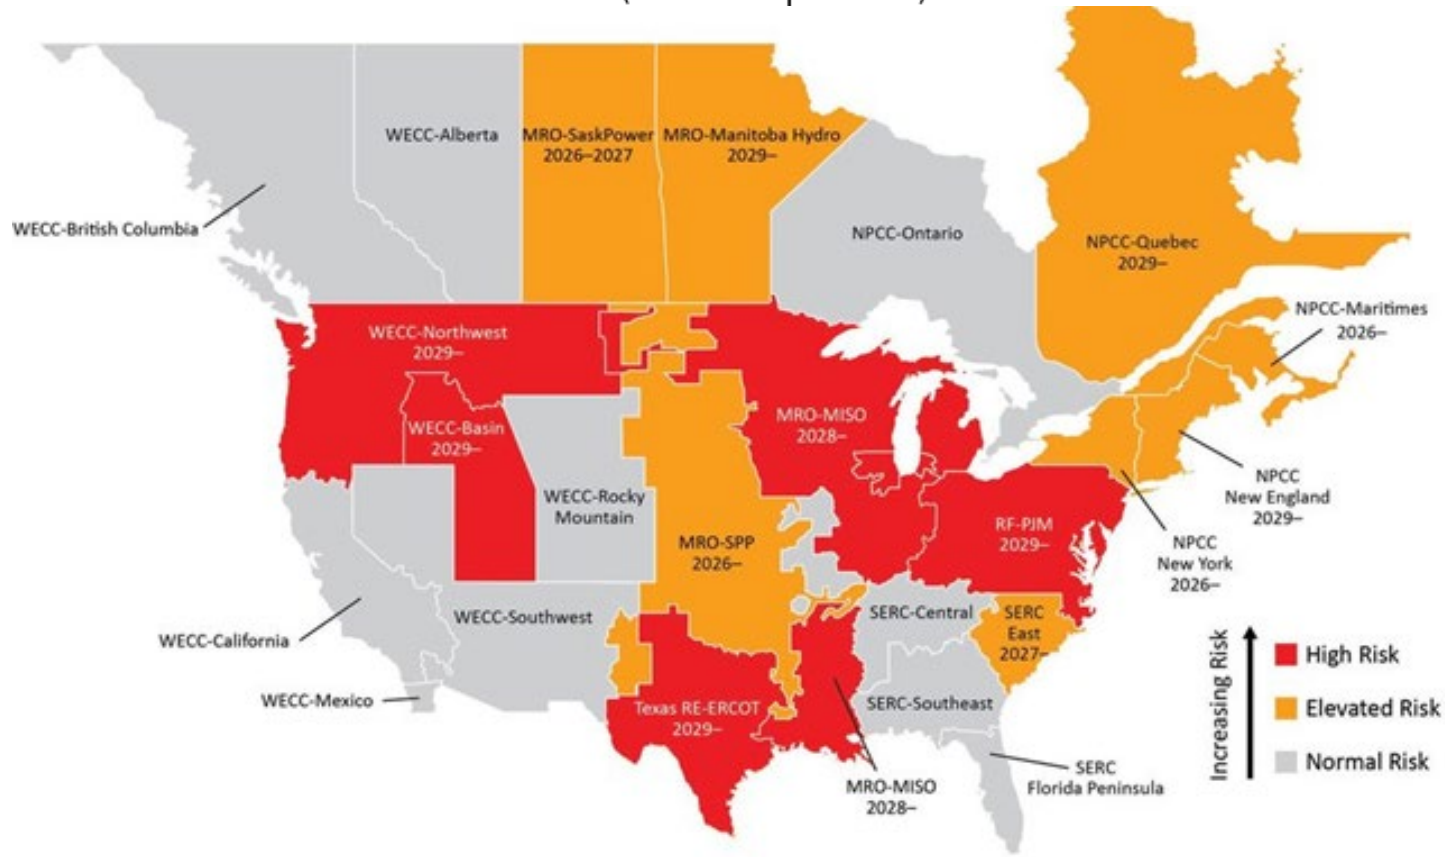 WECC-Alberta
MRO-SaskPower
2026–2027
MRO-Manitoba Hydro
2029–
WECC-British Columbia
NPCC-Ontario
NPCC-Quebec
2029–
NPCC-Maritimes
2026–
WECC-Northwest
2029–
WECC-Basin
2029–
MRO-MISO
2028–
WECC-Rocky
Mountain
NPCC
New England
2029–
RF-PJM
2029–
MRO-SPP
2026–
NPCC
New York
2026–
WECC-California
WECC-Southwest
SERC-Central
SERC
East
2027–
WECC-Mexico
Texas RE-ERCOT
2029–
SERC-Southeast
MRO-MISO
2028–
SERC
Florida Peninsula
Increasing Risk
High Risk
Elevated Risk
Normal Risk